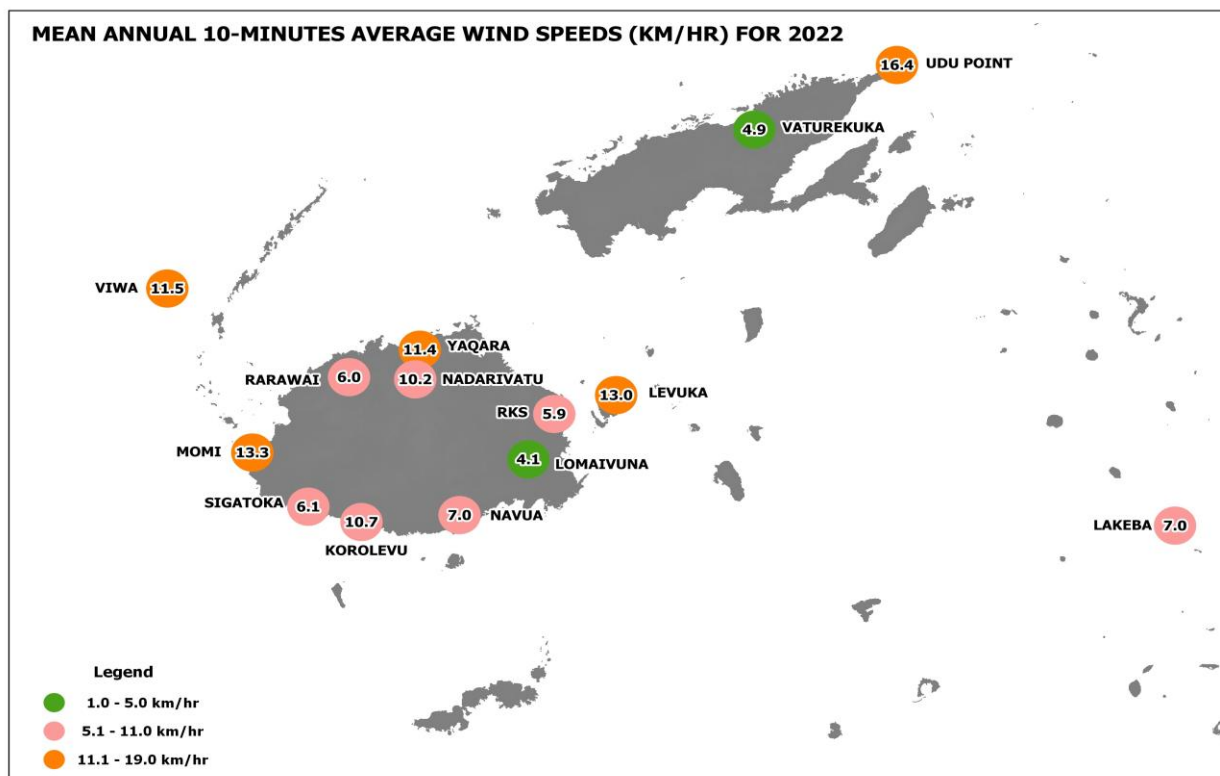 MEAN ANNUAL 10-MINUTES AVERAGE WIND SPEEDS (KM/HR) FOR 2022
16.4 UDU POINT
4.9 VATUREKUKA
VIWA 11.5
11.4 YAQARA
RARAWAI 6.0
10.2 NADARIVATU
13.0 LEVUKA
RKS 5.9
MOMI 13.3
4.1 LOMAIVUNA
SIGATOKA 6.1
10.7
KOROLEVU
7.0 NAVUA
LAKEBA 7.0
Legend
1.0 - 5.0 km/hr
5.1 - 11.0 km/hr
11.1 - 19.0 km/hr